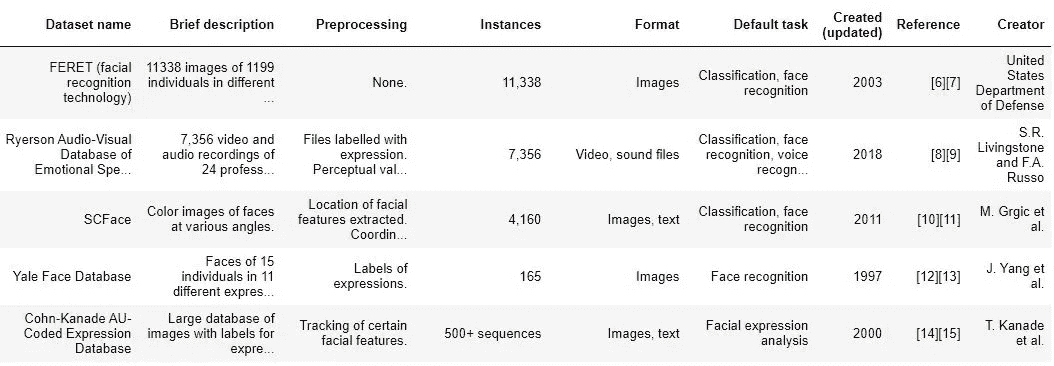 Dataset name Brief description Preprocessing Instances Format Default task Created (updated) Reference Creator
FERET (facial recognition technology) 11338 images of 1199 individuals in different ... None. 11,338 Images Classification, face recognition 2003 [6][7] United States Department of Defense
Ryerson Audio-Visual Database of Emotional Spe... 7,356 video and audio recordings of 24 profess... Files labelled with expression. Perceptual val... 7,356 Video, sound files Classification, face recognition, voice recogn... 2018 [8][9] S.R. Livingstone and F.A. Russo
SCFace Color images of faces at various angles. Location of facial features extracted. Coordin... 4,160 Images, text Classification, face recognition 2011 [10][11] M. Grgic et al.
Yale Face Database Faces of 15 individuals in 11 different expres... Labels of expressions. 165 Images Face recognition 1997 [12][13] J. Yang et al.
Cohn-Kanade AU-Coded Expression Database Large database of images with labels for expre... Tracking of certain facial features. 500+ sequences Images, text Facial expression analysis 2000 [14][15] T. Kanade et al.